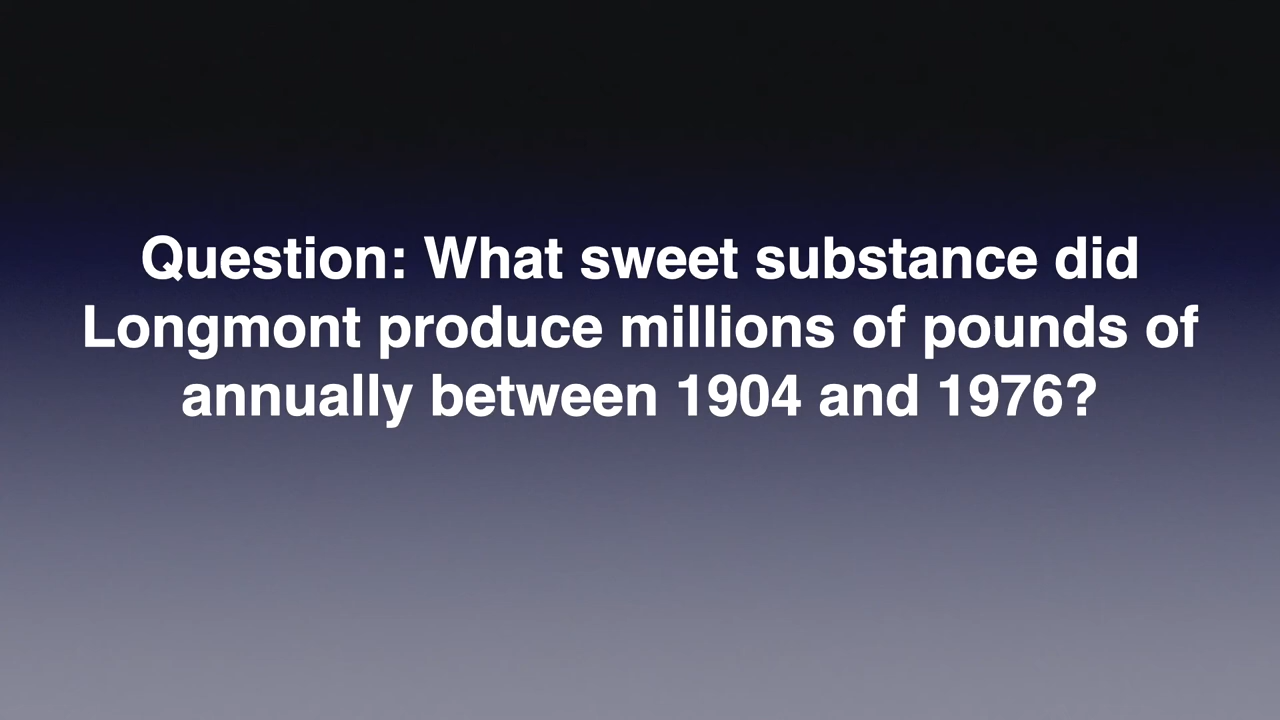 Question: What sweet substance did
Longmont produce millions of pounds of
annually between 1904 and 1976?